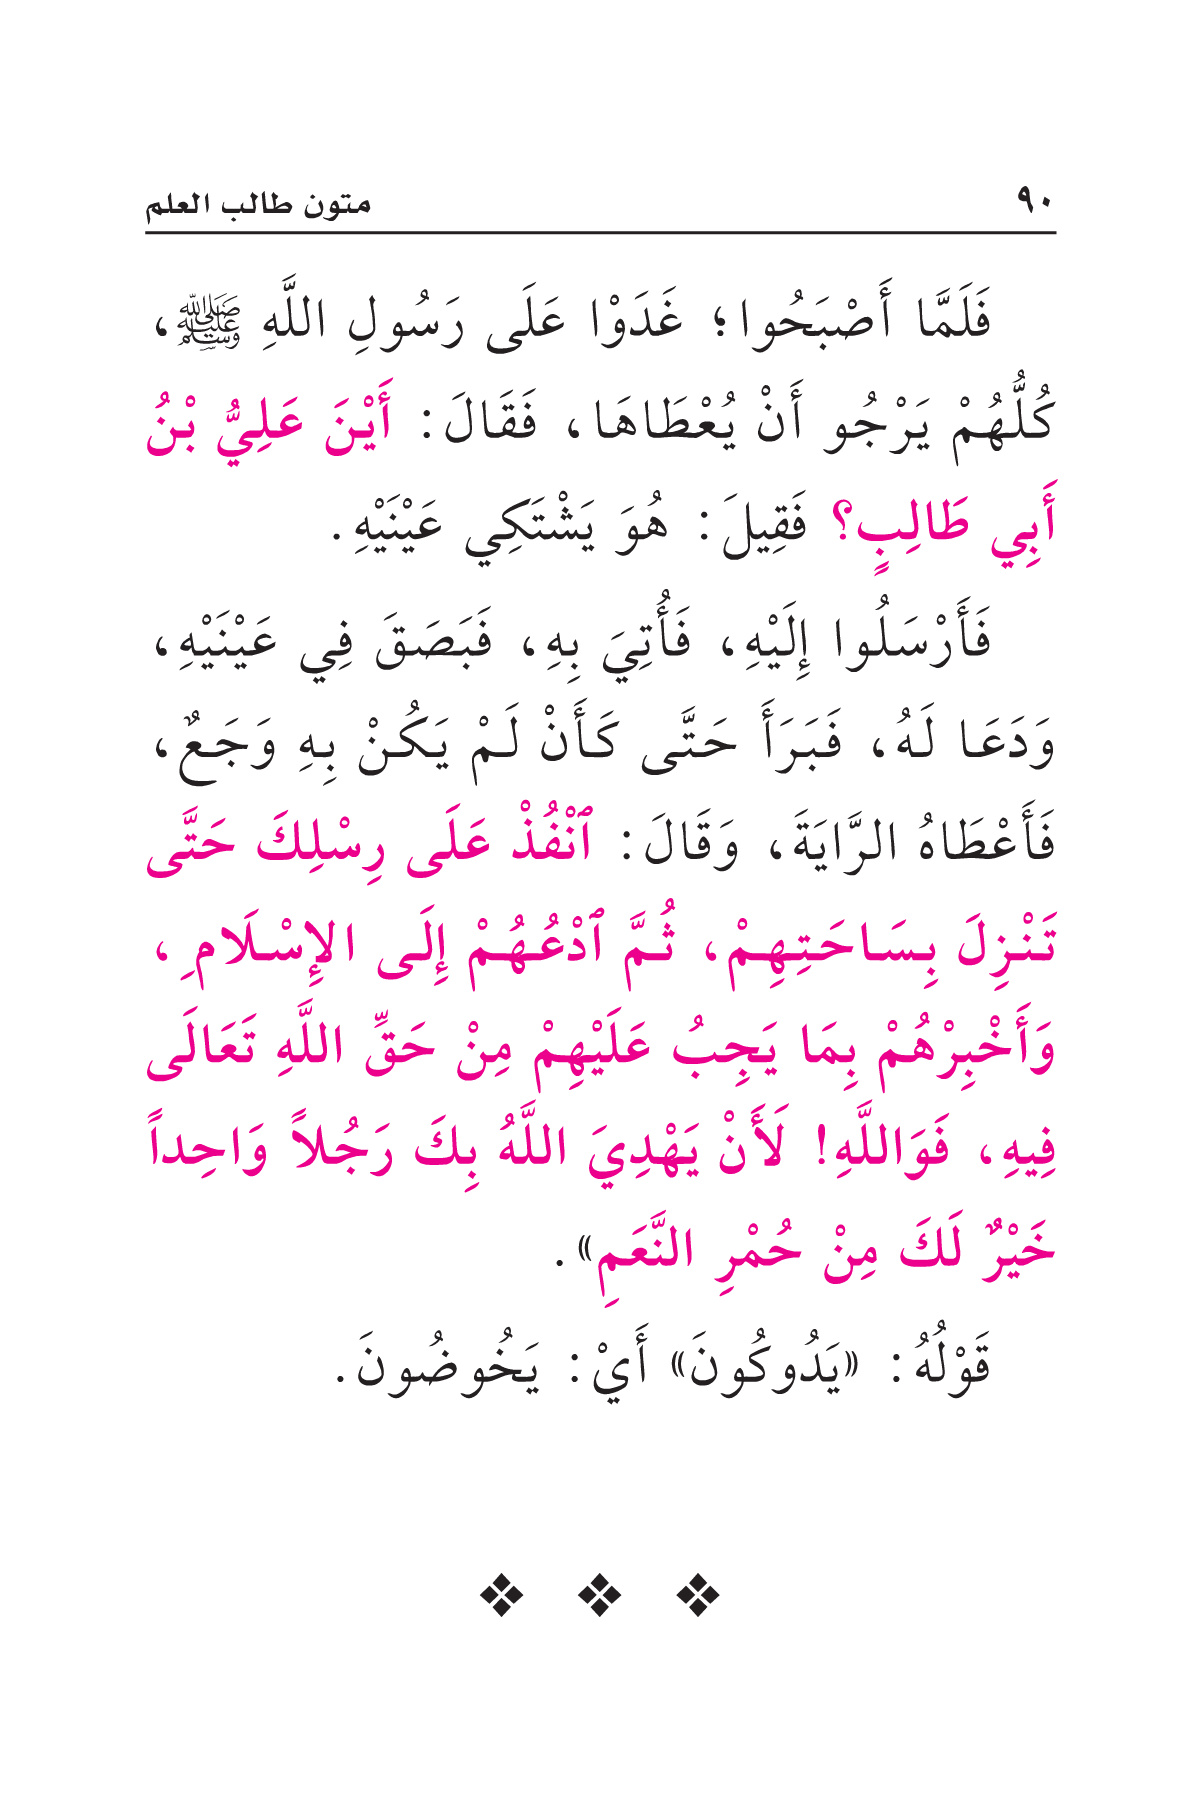 ٩٠ متون طالب العلم
فَلَمَّا أَصْبَحُوا؛ غَدَوْا عَلَى رَسُولِ اللَّهِ ﷺ،
كُلُّهُمْ يَرْجُو أَنْ يُعْطَاهَا، فَقَالَ: أَيْنَ عَلِيُّ بْنُ
أَبِي طَالِبٍ؟ فَقِيلَ: هُوَ يَشْتَكِي عَيْنَيْهِ.
فَأَرْسَلُوا إِلَيْهِ، فَأُتِيَ بِهِ، فَبَصَقَ فِي عَيْنَيْهِ،
وَدَعَا لَهُ، فَبَرَأَ حَتَّى كَأَنْ لَمْ يَكُنْ بِهِ وَجَعٌ،
فَأَعْطَاهُ الرَّايَةَ، وَقَالَ: ٱنْفُذْ عَلَى رِسْلِكَ حَتَّى
تَنْزِلَ بِسَاحَتِهِمْ، ثُمَّ ٱدْعُهُمْ إِلَى الإِسْلَامِ،
وَأَخْبِرْهُمْ بِمَا يَجِبُ عَلَيْهِمْ مِنْ حَقِّ اللَّهِ تَعَالَى
فِيهِ، فَوَاللَّهِ! لَأَنْ يَهْدِيَ اللَّهُ بِكَ رَجُلاً وَاحِداً
خَيْرٌ لَكَ مِنْ حُمْرِ النَّعَمِ».
قَوْلُهُ: «يَدُوكُونَ» أَيْ: يَخُوضُونَ.